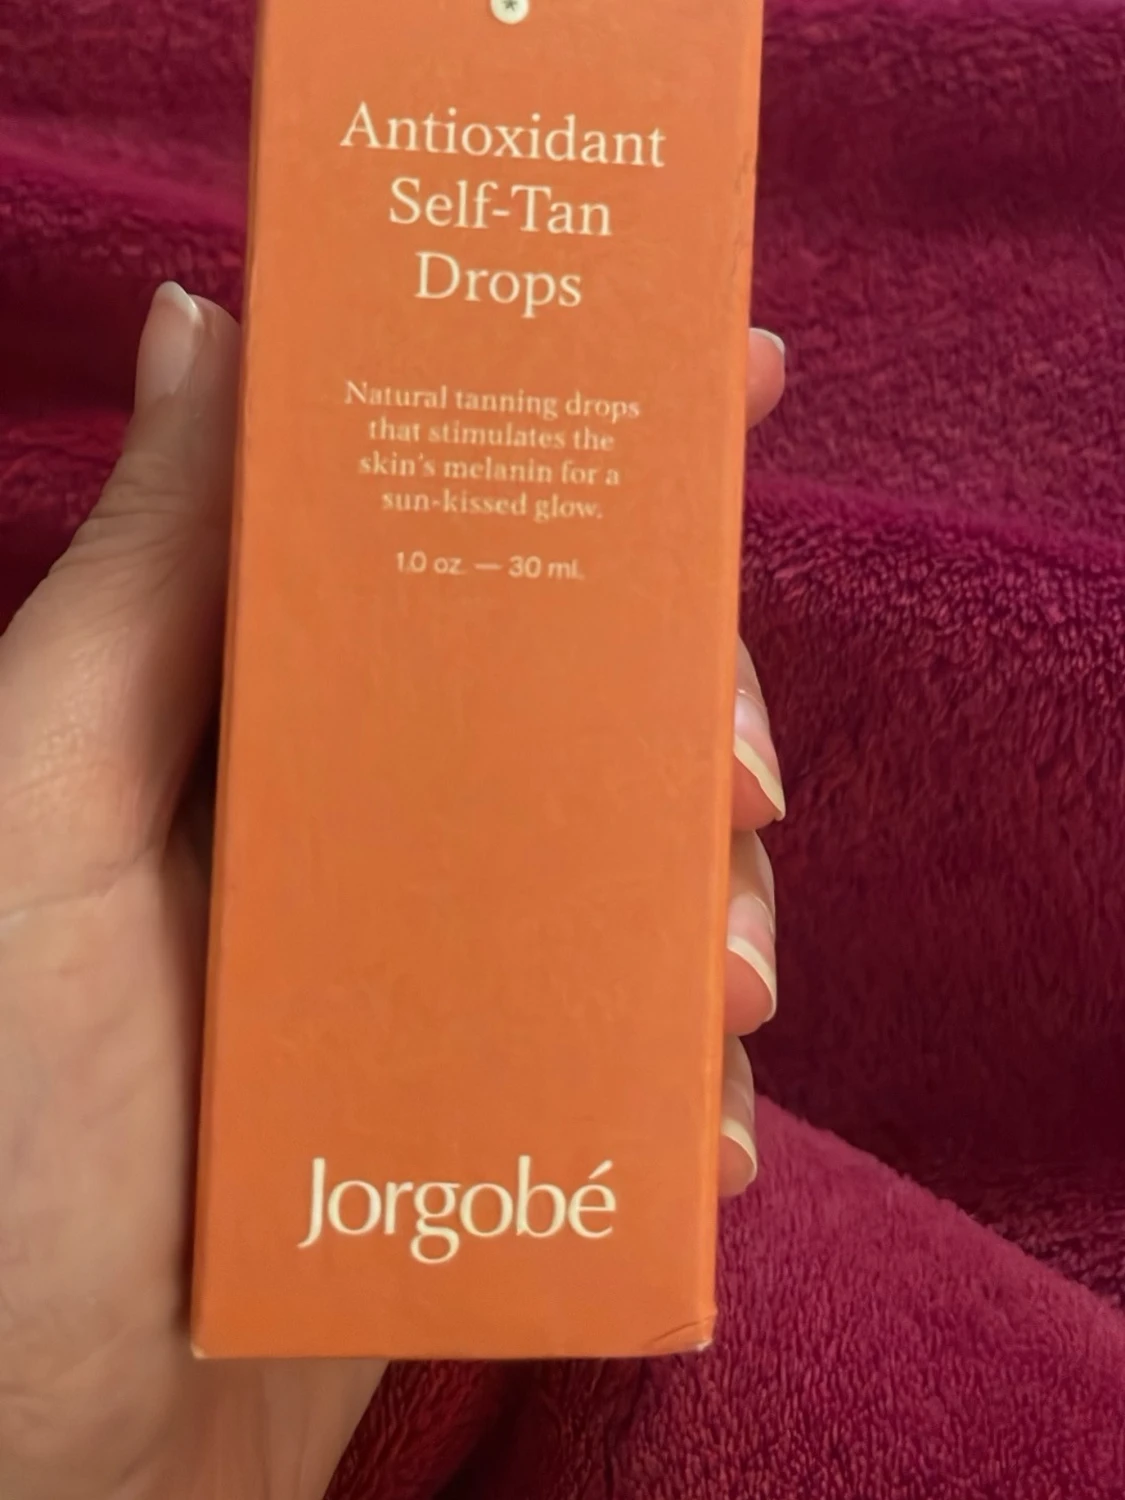 Antioxidant
Self-Tan
Drops
Natural tanning drops
that stimulates the
skin's melanin for a
sun-kissed glow.
1.0 oz. — 30 ml.
Jorgobé